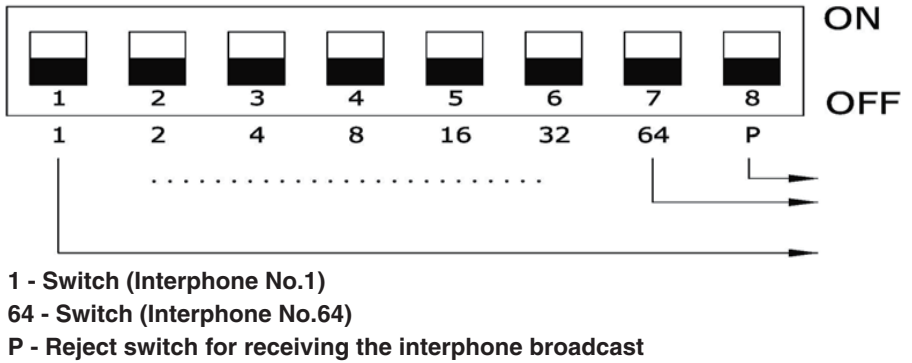 ON
1 2 3 4 5 6 7 8
OFF
1 2 4 8 16 32 64 P
1 - Switch (Interphone No.1)
64 - Switch (Interphone No.64)
P - Reject switch for receiving the interphone broadcast